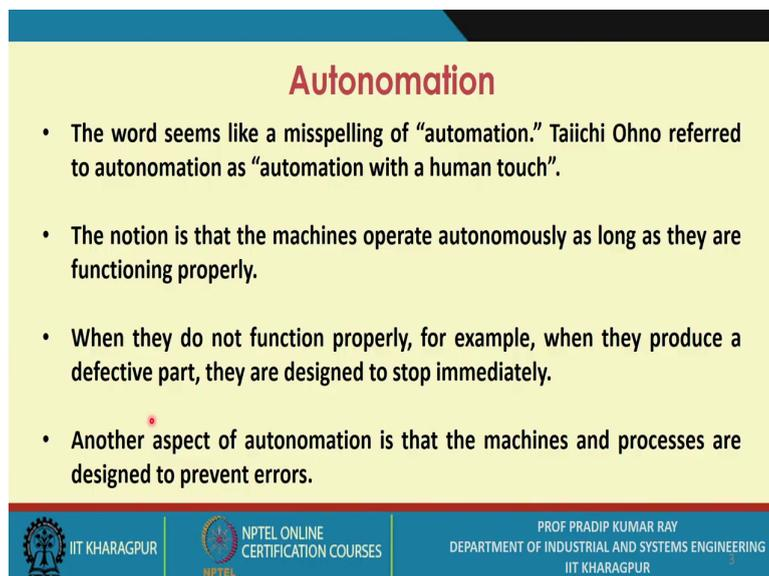 Autonomation
• The word seems like a misspelling of “automation.” Taiichi Ohno referred
to autonomation as “automation with a human touch”.
• The notion is that the machines operate autonomously as long as they are
functioning properly.
• When they do not function properly, for example, when they produce a
defective part, they are designed to stop immediately.
• Another aspect of autonomation is that the machines and processes are
designed to prevent errors.
IIT KHARAGPUR
NPTEL
NPTEL ONLINE
CERTIFICATION COURSES
PROF PRADIP KUMAR RAY
DEPARTMENT OF INDUSTRIAL AND SYSTEMS ENGINEERING
IIT KHARAGPUR
3